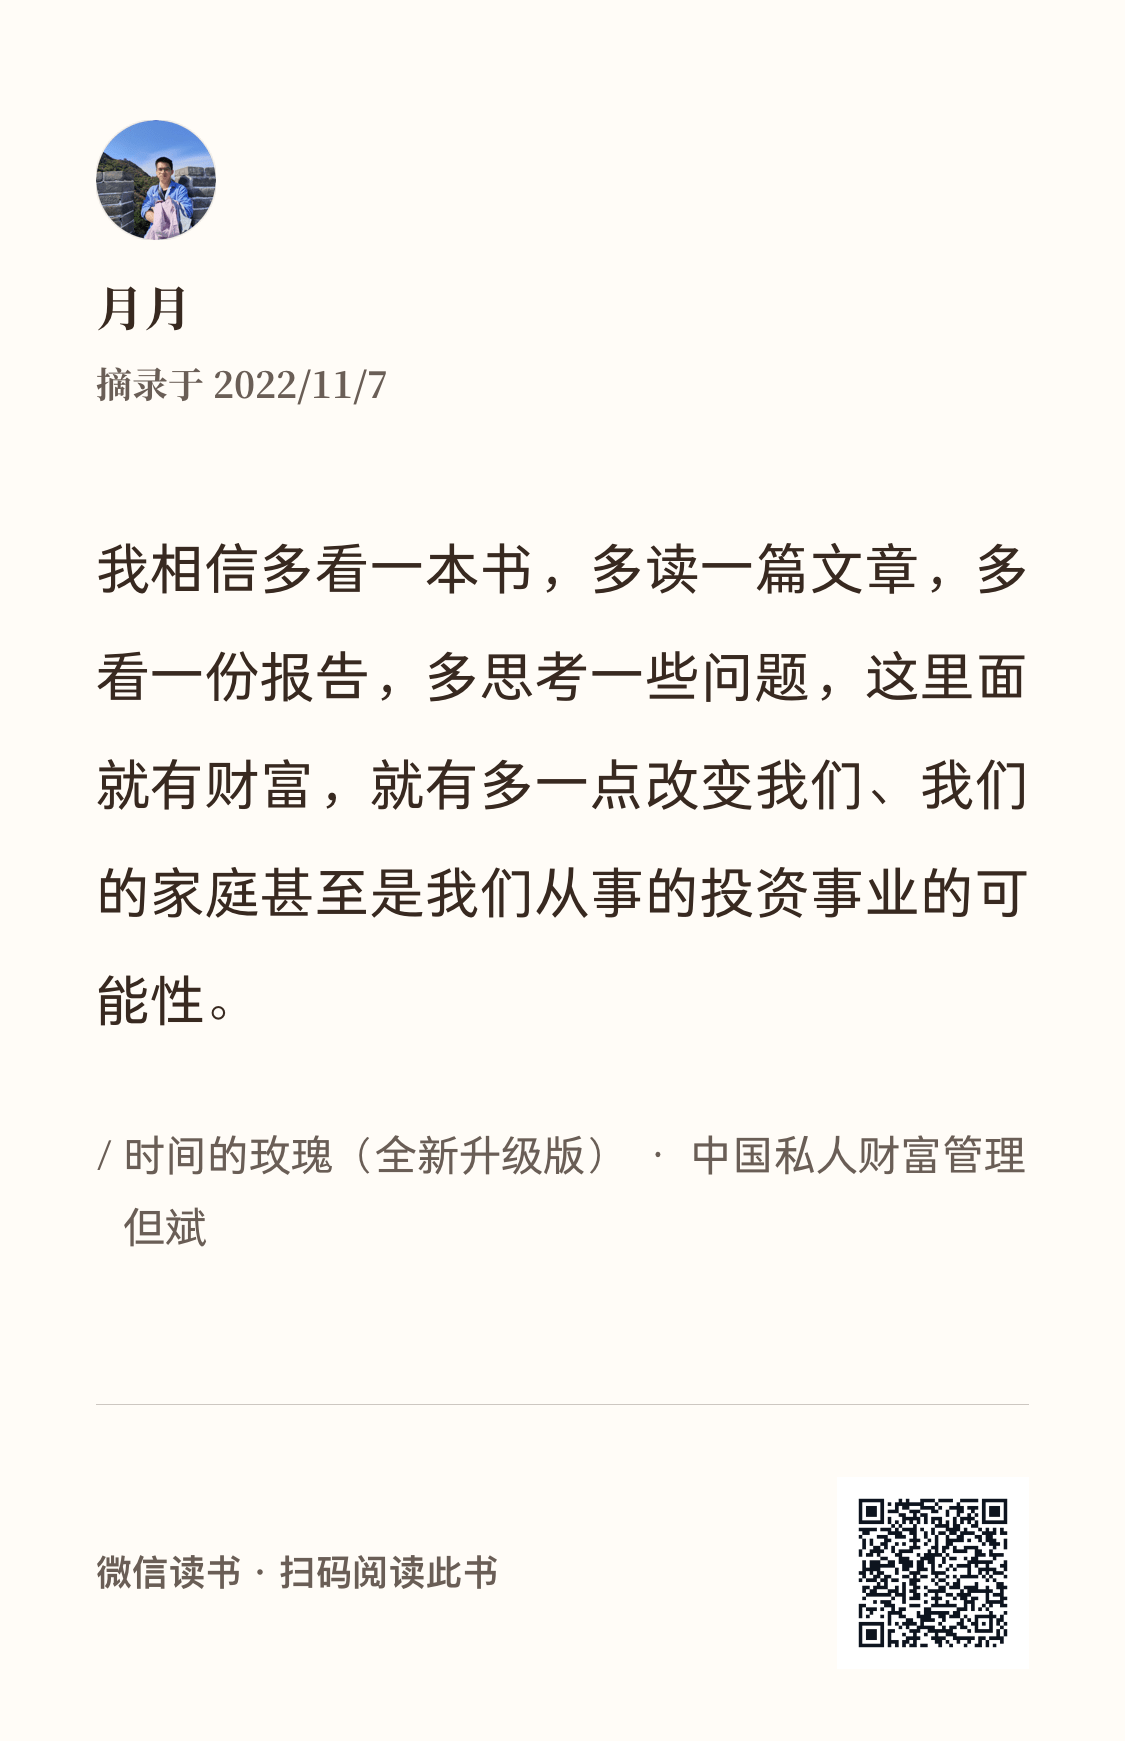 月月
摘录于 2022/11/7
我相信多看一本书，多读一篇文章，多
看一份报告，多思考一些问题，这里面
就有财富，就有多一点改变我们、我们
的家庭甚至是我们从事的投资事业的可
能性。
/ 时间的玫瑰（全新升级版） · 中国私人财富管理
但斌
微信读书 · 扫码阅读此书